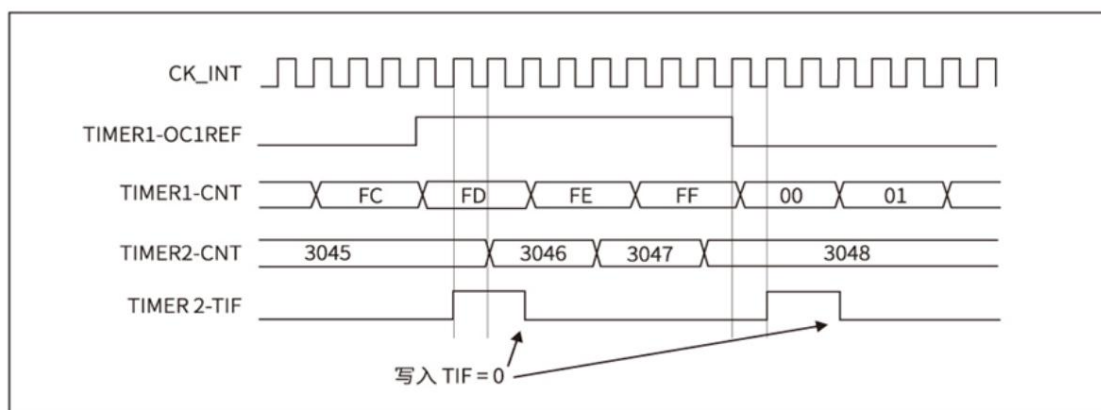 CK_INT
TIMER1-OC1REF
TIMER1-CNT FC FD FE FF 00 01
TIMER2-CNT 3045 3046 3047 3048
TIMER 2-TIF
写入 TIF = 0